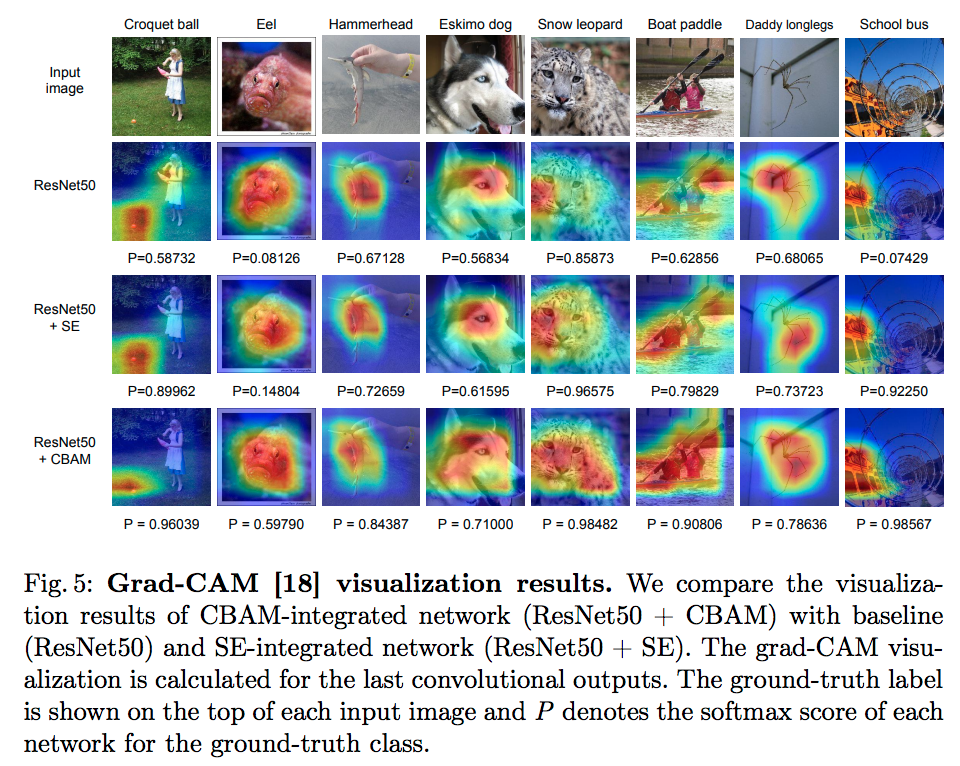 Croquet ball Eel Hammerhead Eskimo dog Snow leopard Boat paddle Daddy longlegs School bus
Input
image
ResNet50
P=0.58732 P=0.08126 P=0.67128 P=0.56834 P=0.85873 P=0.62856 P=0.68065 P=0.07429
ResNet50
+ SE
P=0.89962 P=0.14804 P=0.72659 P=0.61595 P=0.96575 P=0.79829 P=0.73723 P=0.92250
ResNet50
+ CBAM
P = 0.96039 P = 0.59790 P = 0.84387 P = 0.71000 P = 0.98482 P = 0.90806 P = 0.78636 P = 0.98567
Fig. 5: Grad-CAM [18] visualization results. We compare the visualiza-
tion results of CBAM-integrated network (ResNet50 + CBAM) with baseline
(ResNet50) and SE-integrated network (ResNet50 + SE). The grad-CAM visu-
alization is calculated for the last convolutional outputs. The ground-truth label
is shown on the top of each input image and P denotes the softmax score of each
network for the ground-truth class.